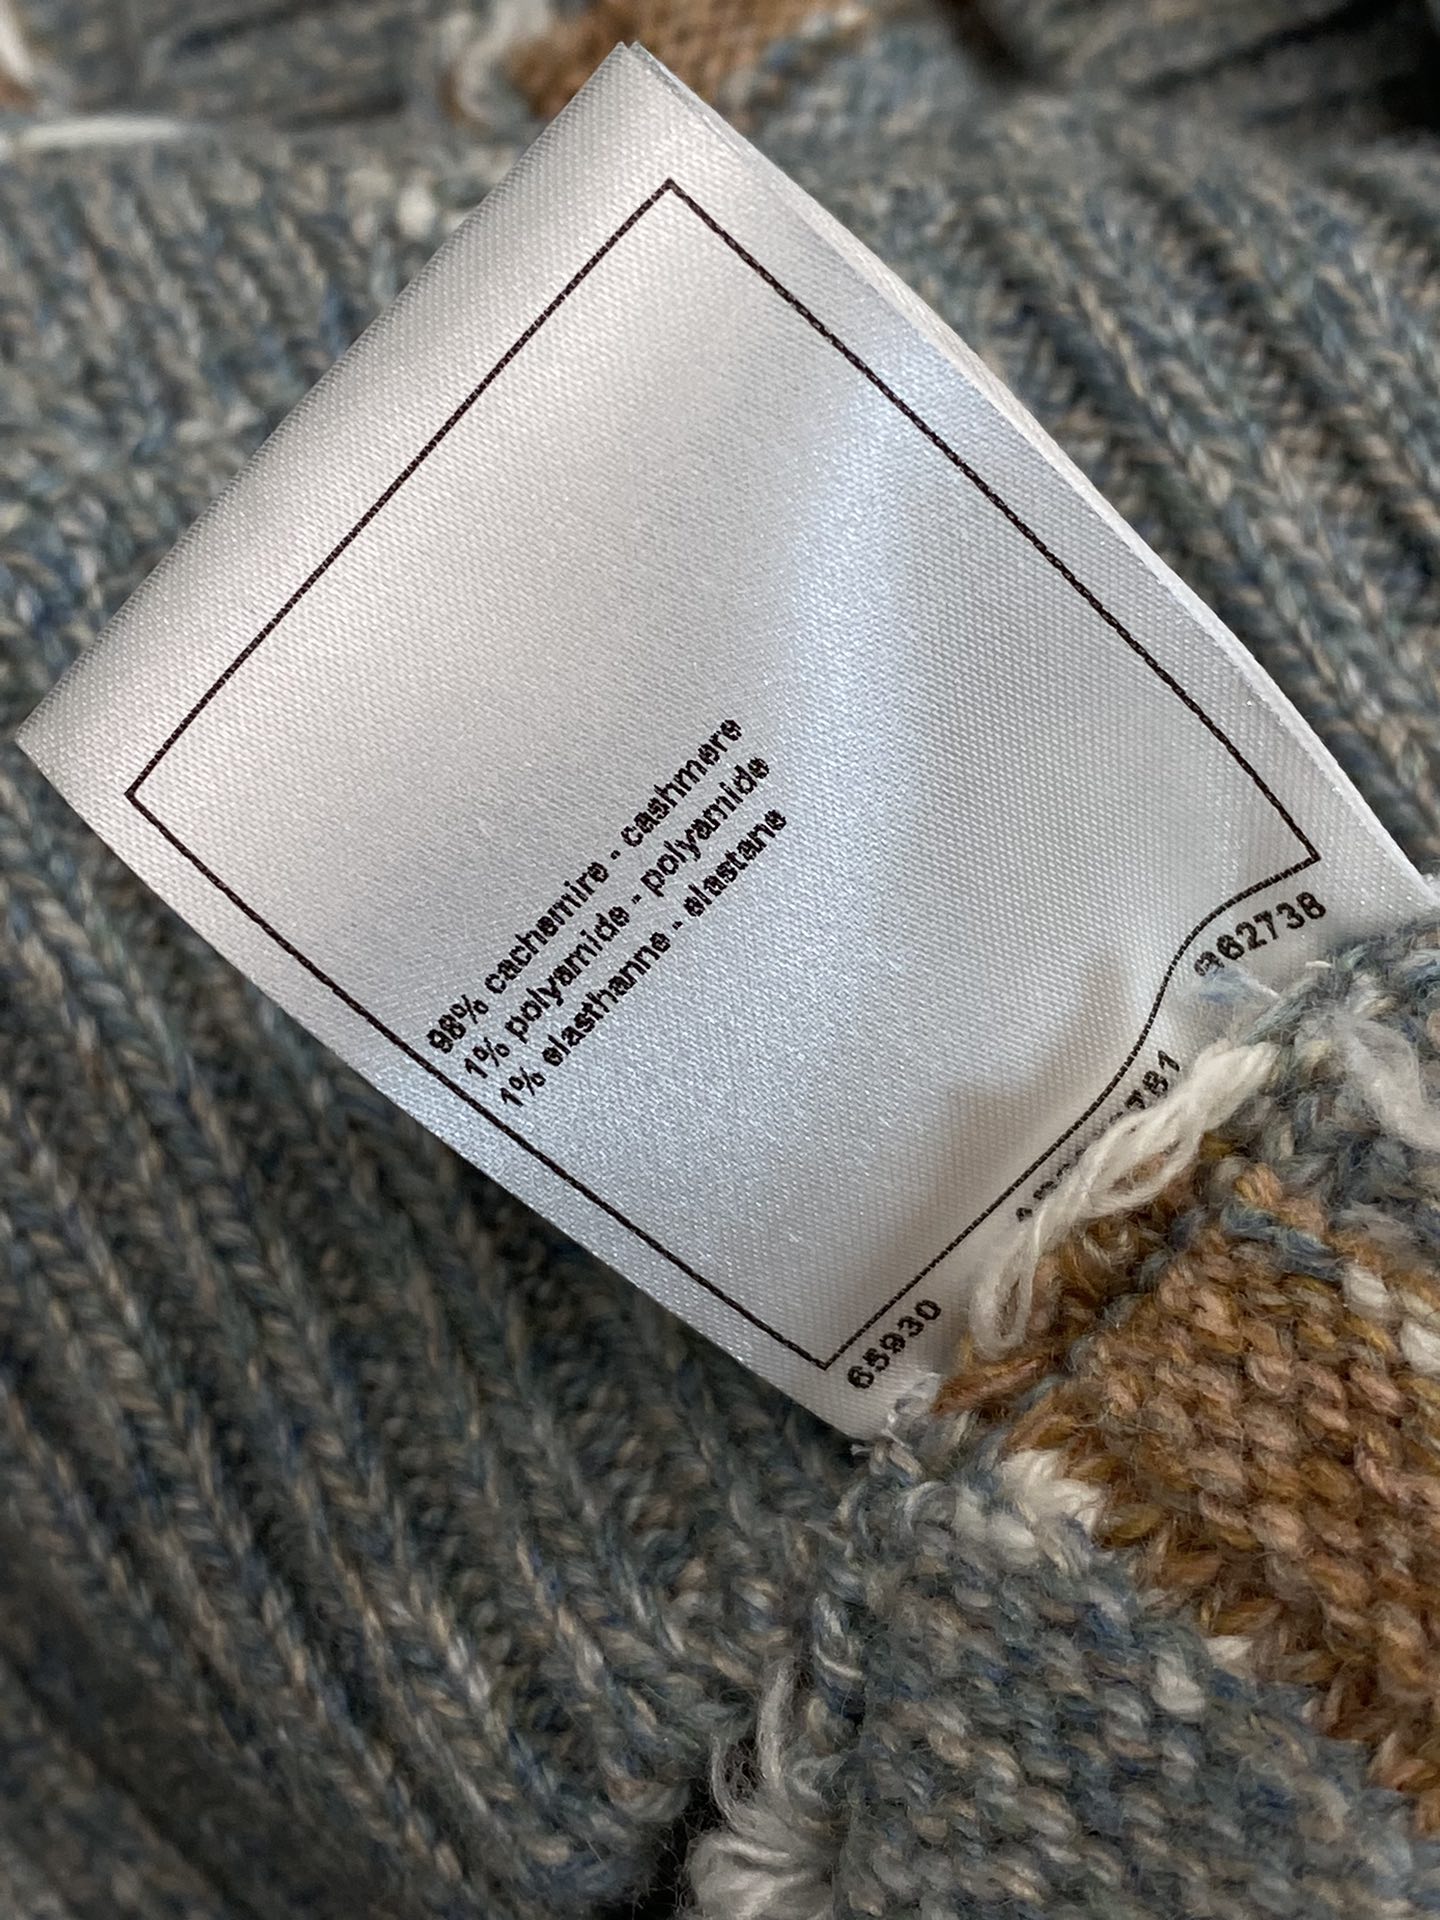 98% cachemire - cashmere
1% polyamide - polyamide
1% elasthanne - elastane
65930